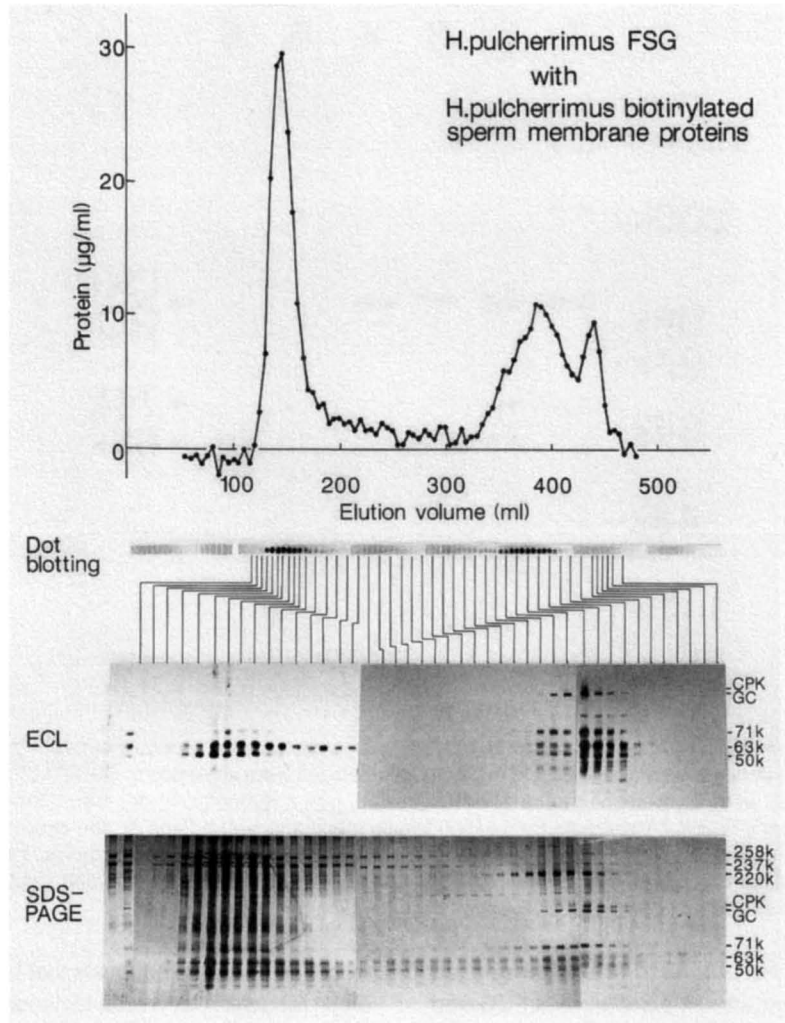 H.pulcherrimus FSG
with
H.pulcherrimus biotinylated
sperm membrane proteins
Protein (µg/ml)
30
20
10
0
100 200 300 400 500
Elution volume (ml)
Dot
blotting
ECL
CPK
GC
71k
63k
50k
SDS-
PAGE
258k
237k
220k
CPK
GC
71k
63k
50k